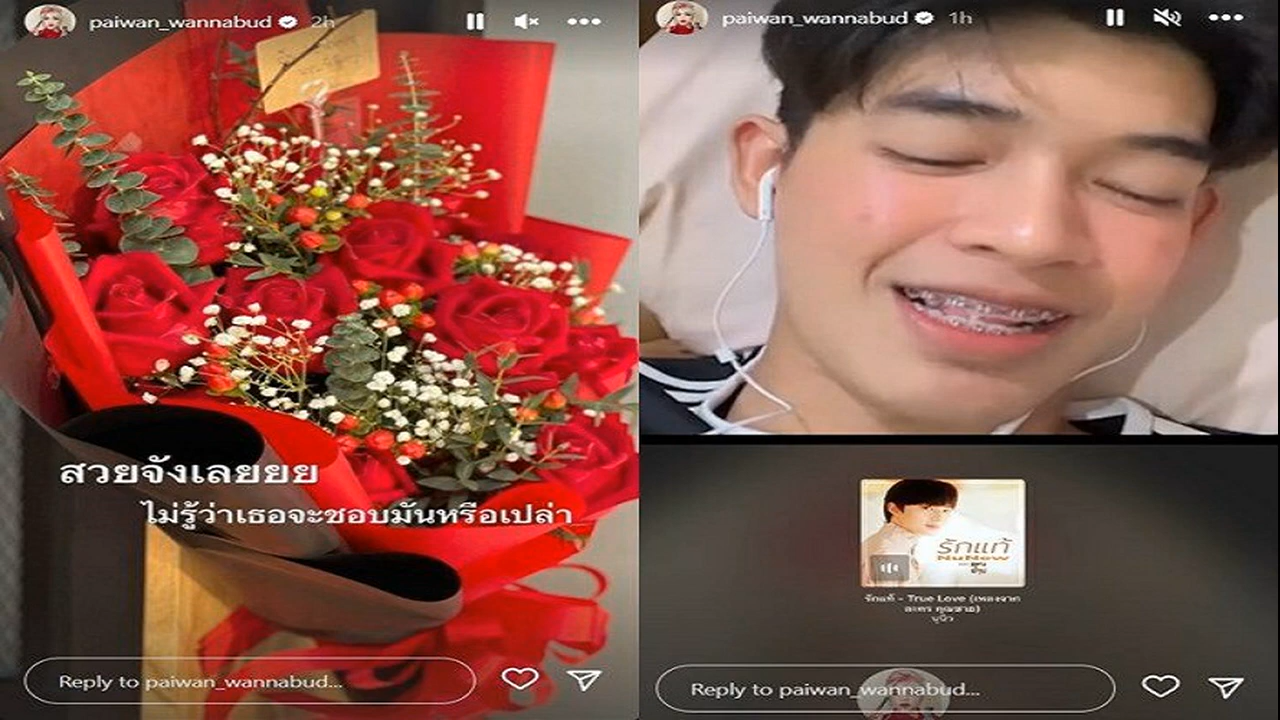 paiwan_wannabud 2h
สวยจังเลยยยย
ไม่รู้ว่าเธอจะชอบมันหรือเปล่า
Reply to paiwan_wannabud...
paiwan_wannabud 1h
รักแท้
NuNew
รักแท้ - True Love (เพลงจาก
ละคร คุณชาย)
นุนิว
Reply to paiwan_wannabud...